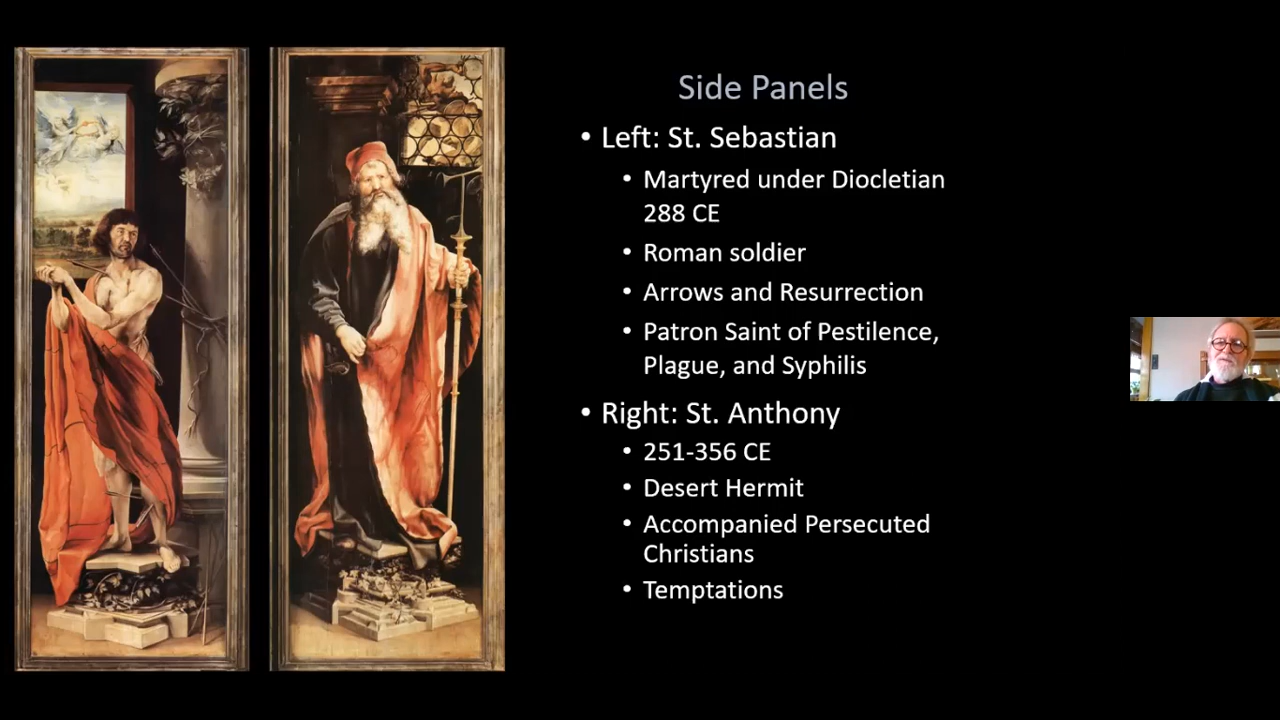 Side Panels
• Left: St. Sebastian
• Martyred under Diocletian
288 CE
• Roman soldier
• Arrows and Resurrection
• Patron Saint of Pestilence,
Plague, and Syphilis
• Right: St. Anthony
• 251-356 CE
• Desert Hermit
• Accompanied Persecuted
Christians
• Temptations